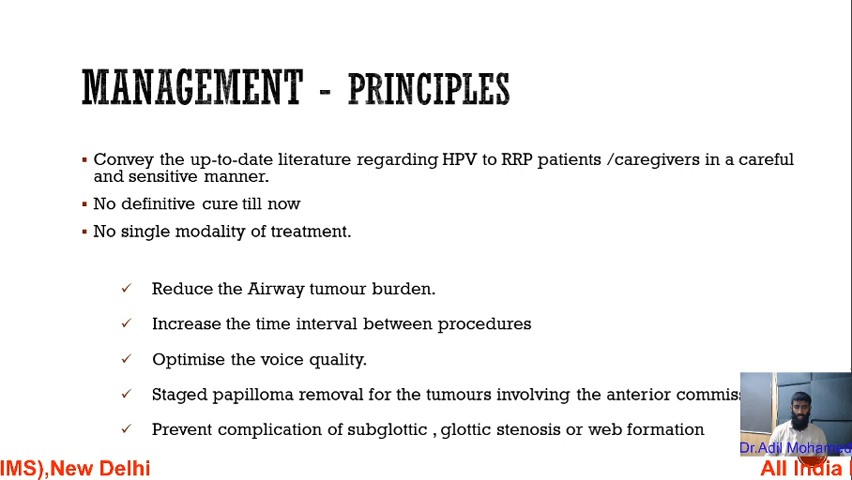 MANAGEMENT - PRINCIPLES
▪ Convey the up-to-date literature regarding HPV to RRP patients /caregivers in a careful
and sensitive manner.
▪ No definitive cure till now
▪ No single modality of treatment.
✓ Reduce the Airway tumour burden.
✓ Increase the time interval between procedures
✓ Optimise the voice quality.
✓ Staged papilloma removal for the tumours involving the anterior
✓ Prevent complication of subglottic , glottic stenosis or web formation
Dr.Adil Mohamed
IMS),New Delhi
All India